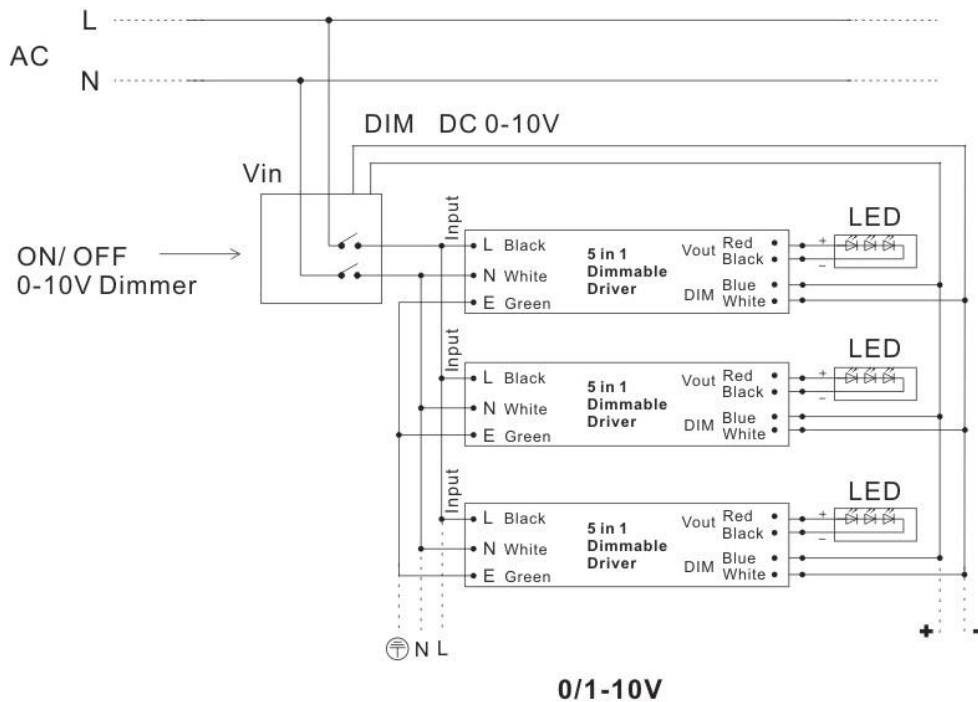 L
AC
N
DIM DC 0-10V
Vin
ON/ OFF
0-10V Dimmer
Input
L Black
N White
E Green
5 in 1
Dimmable
Driver
Vout Red
Black
DIM Blue
White
LED
+
–
Input
L Black
N White
E Green
5 in 1
Dimmable
Driver
Vout Red
Black
DIM Blue
White
LED
+
–
Input
L Black
N White
E Green
5 in 1
Dimmable
Driver
Vout Red
Black
DIM Blue
White
LED
+
–
N L
+ -
0/1-10V